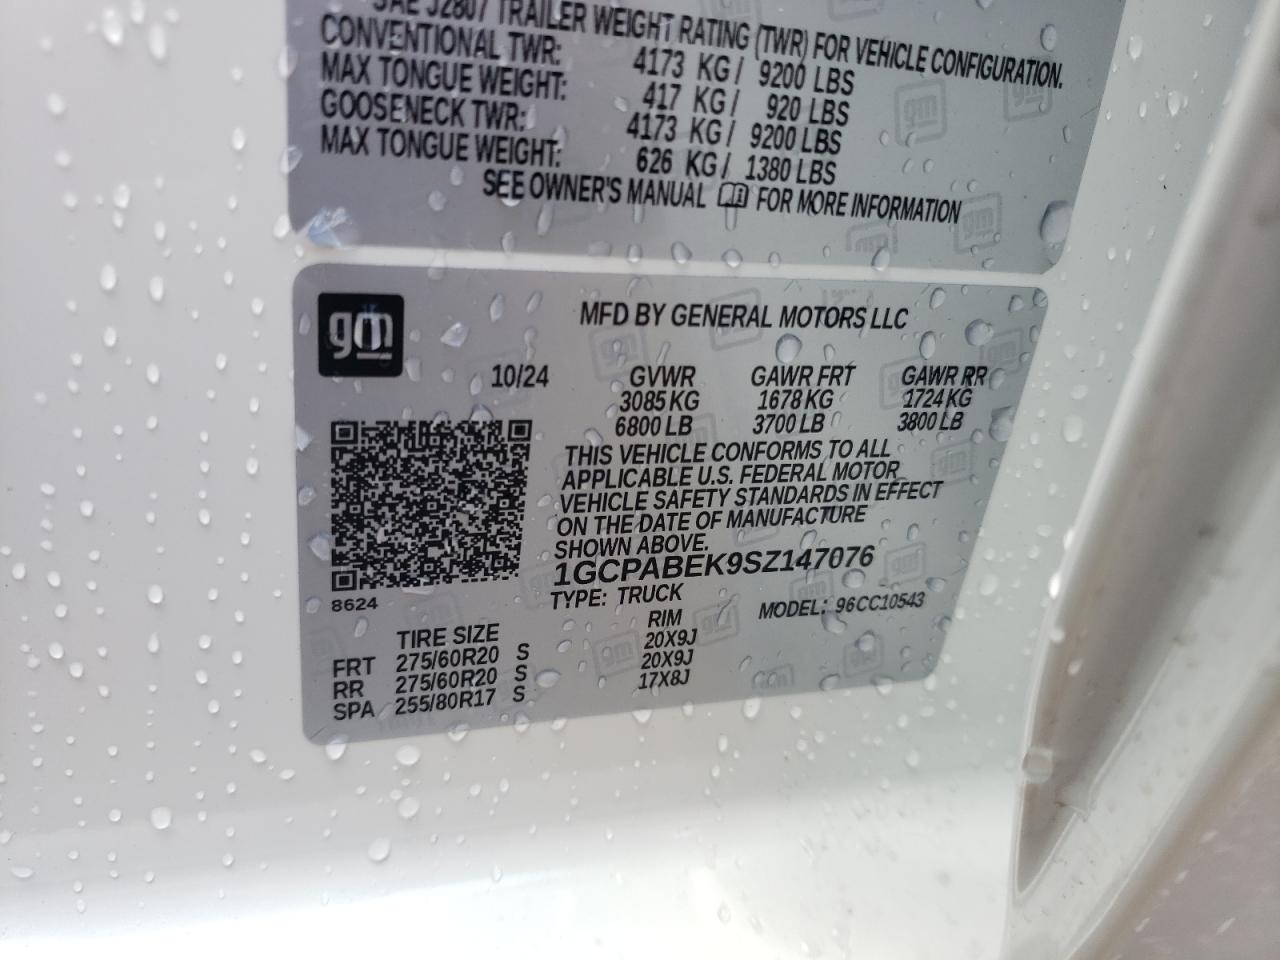 SAE J2807 TRAILER WEIGHT RATING (TWR) FOR VEHICLE CONFIGURATION.
CONVENTIONAL TWR: 4173 KG / 9200 LBS
MAX TONGUE WEIGHT: 417 KG / 920 LBS
GOOSENECK TWR: 4173 KG / 9200 LBS
MAX TONGUE WEIGHT: 626 KG / 1380 LBS
SEE OWNER'S MANUAL FOR MORE INFORMATION
gm
MFD BY GENERAL MOTORS LLC
10/24 GVWR GAWR FRT GAWR RR
3085 KG 1678 KG 1724 KG
6800 LB 3700 LB 3800 LB
THIS VEHICLE CONFORMS TO ALL
APPLICABLE U.S. FEDERAL MOTOR
VEHICLE SAFETY STANDARDS IN EFFECT
ON THE DATE OF MANUFACTURE
SHOWN ABOVE.
1GCPABEK9SZ147076
TYPE: TRUCK MODEL: 96CC10543
8624
TIRE SIZE RIM
FRT 275/60R20 S 20X9J
RR 275/60R20 S 20X9J
SPA 255/80R17 S 17X8J